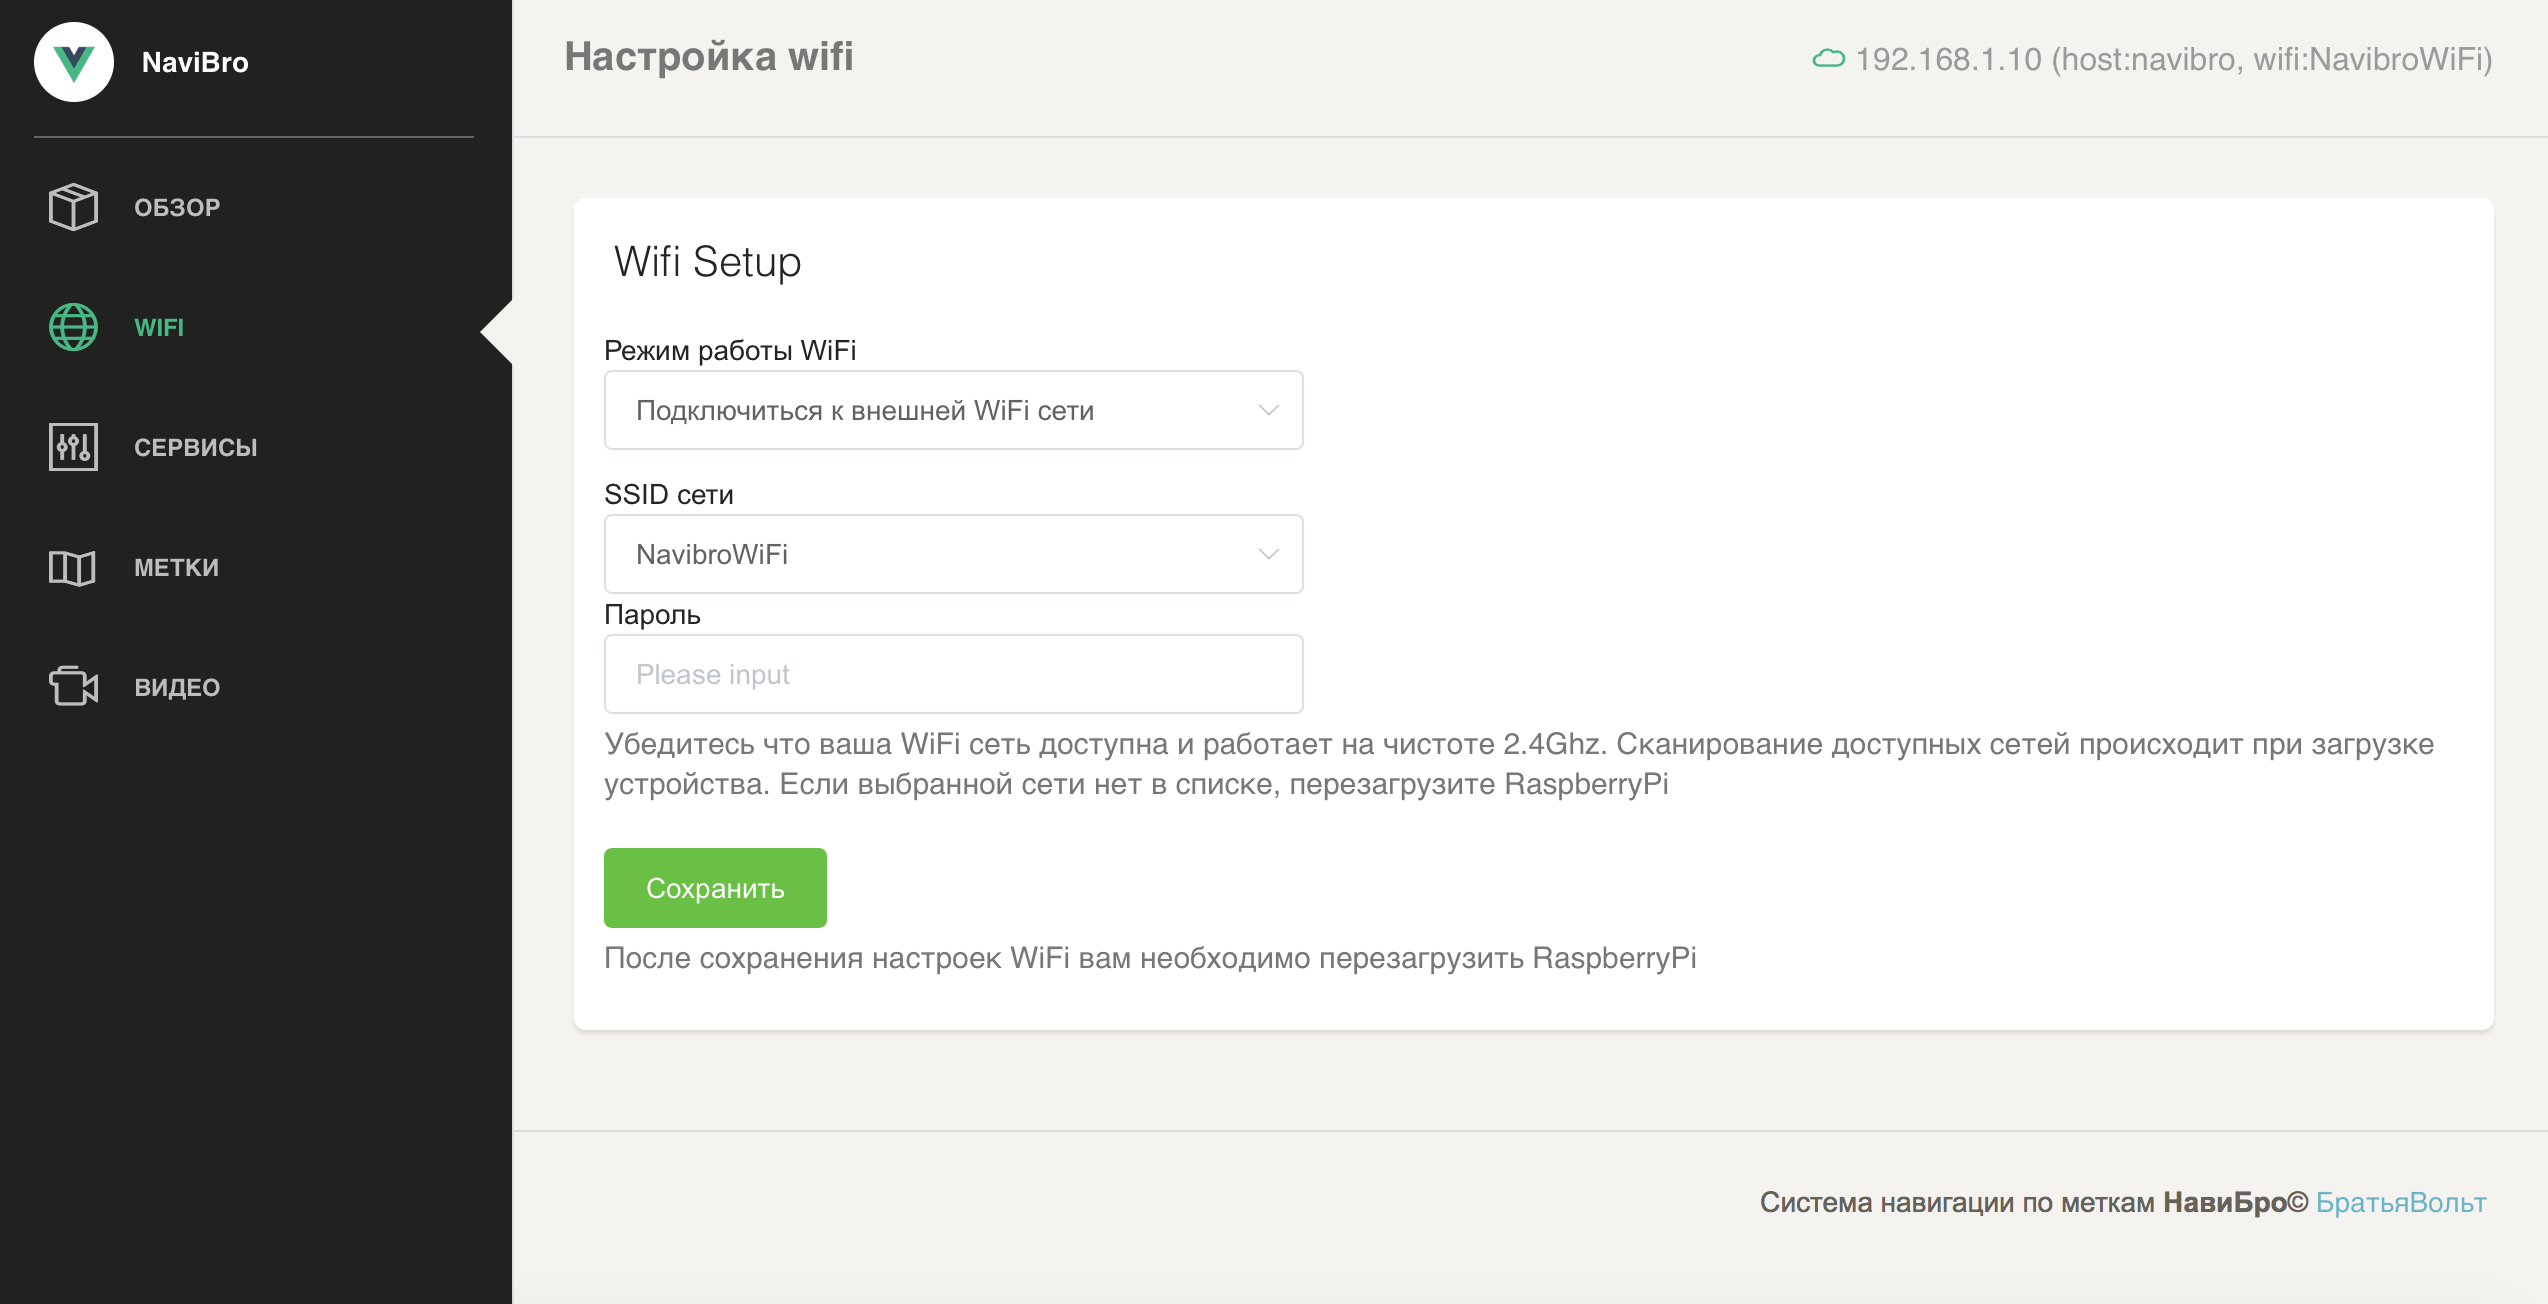 NaviBro
ОБЗОР
WIFI
СЕРВИСЫ
МЕТКИ
ВИДЕО
Настройка wifi
192.168.1.10 (host:navibro, wifi:NavibroWiFi)
Wifi Setup
Режим работы WiFi
Подключиться к внешней WiFi сети
SSID сети
NavibroWiFi
Пароль
Please input
Убедитесь что ваша WiFi сеть доступна и работает на чистоте 2.4Ghz. Сканирование доступных сетей происходит при загрузке
устройства. Если выбранной сети нет в списке, перезагрузите RaspberryPi
Сохранить
После сохранения настроек WiFi вам необходимо перезагрузить RaspberryPi
Система навигации по меткам НавиБро© БратьяВольт